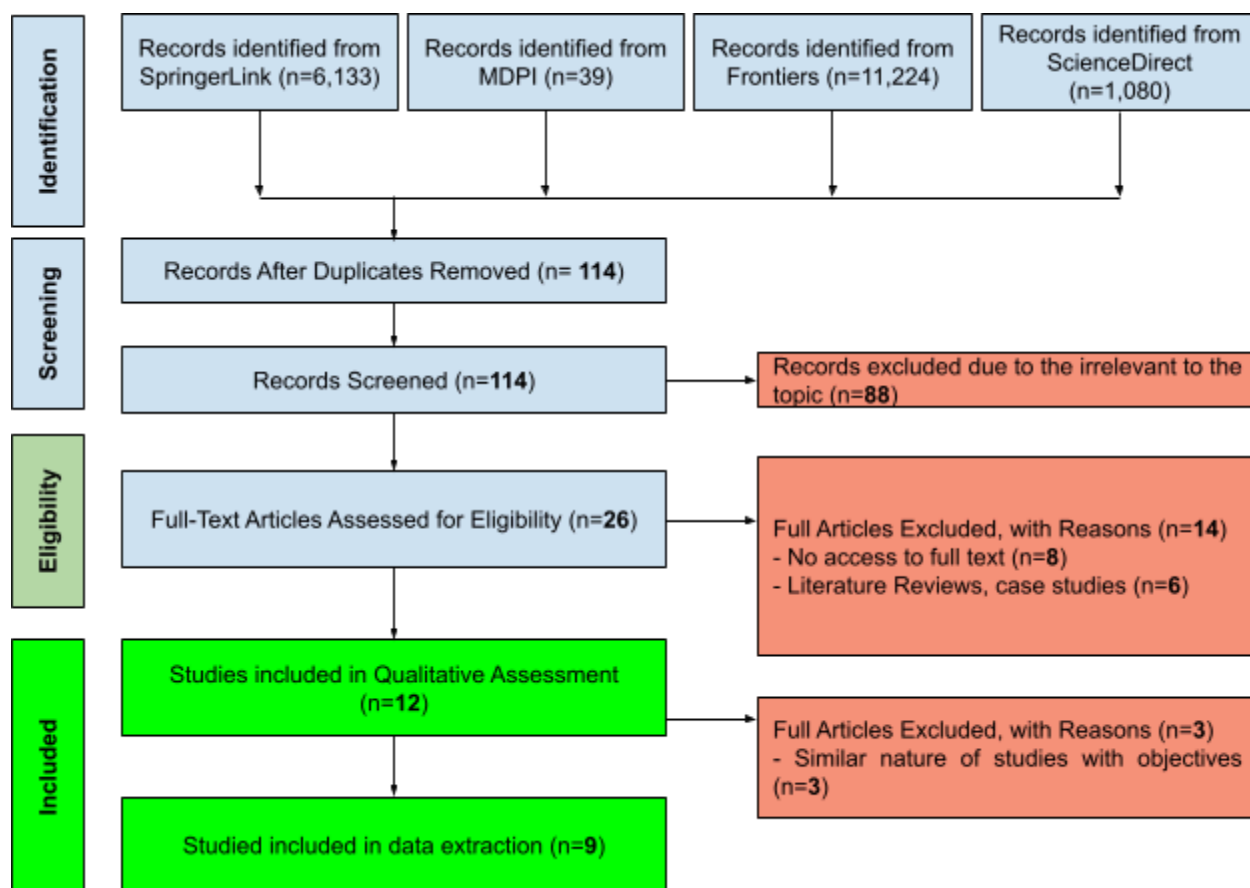 Identification
Records identified from
SpringerLink (n=6,133)
Records identified from
MDPI (n=39)
Records identified from
Frontiers (n=11,224)
Records identified from
ScienceDirect
(n=1,080)
Screening
Records After Duplicates Removed (n= 114)
Records Screened (n=114)
Records excluded due to the irrelevant to the
topic (n=88)
Eligibility
Full-Text Articles Assessed for Eligibility (n=26)
Full Articles Excluded, with Reasons (n=14)
- No access to full text (n=8)
- Literature Reviews, case studies (n=6)
Included
Studies included in Qualitative Assessment
(n=12)
Full Articles Excluded, with Reasons (n=3)
- Similar nature of studies with objectives
(n=3)
Studied included in data extraction (n=9)